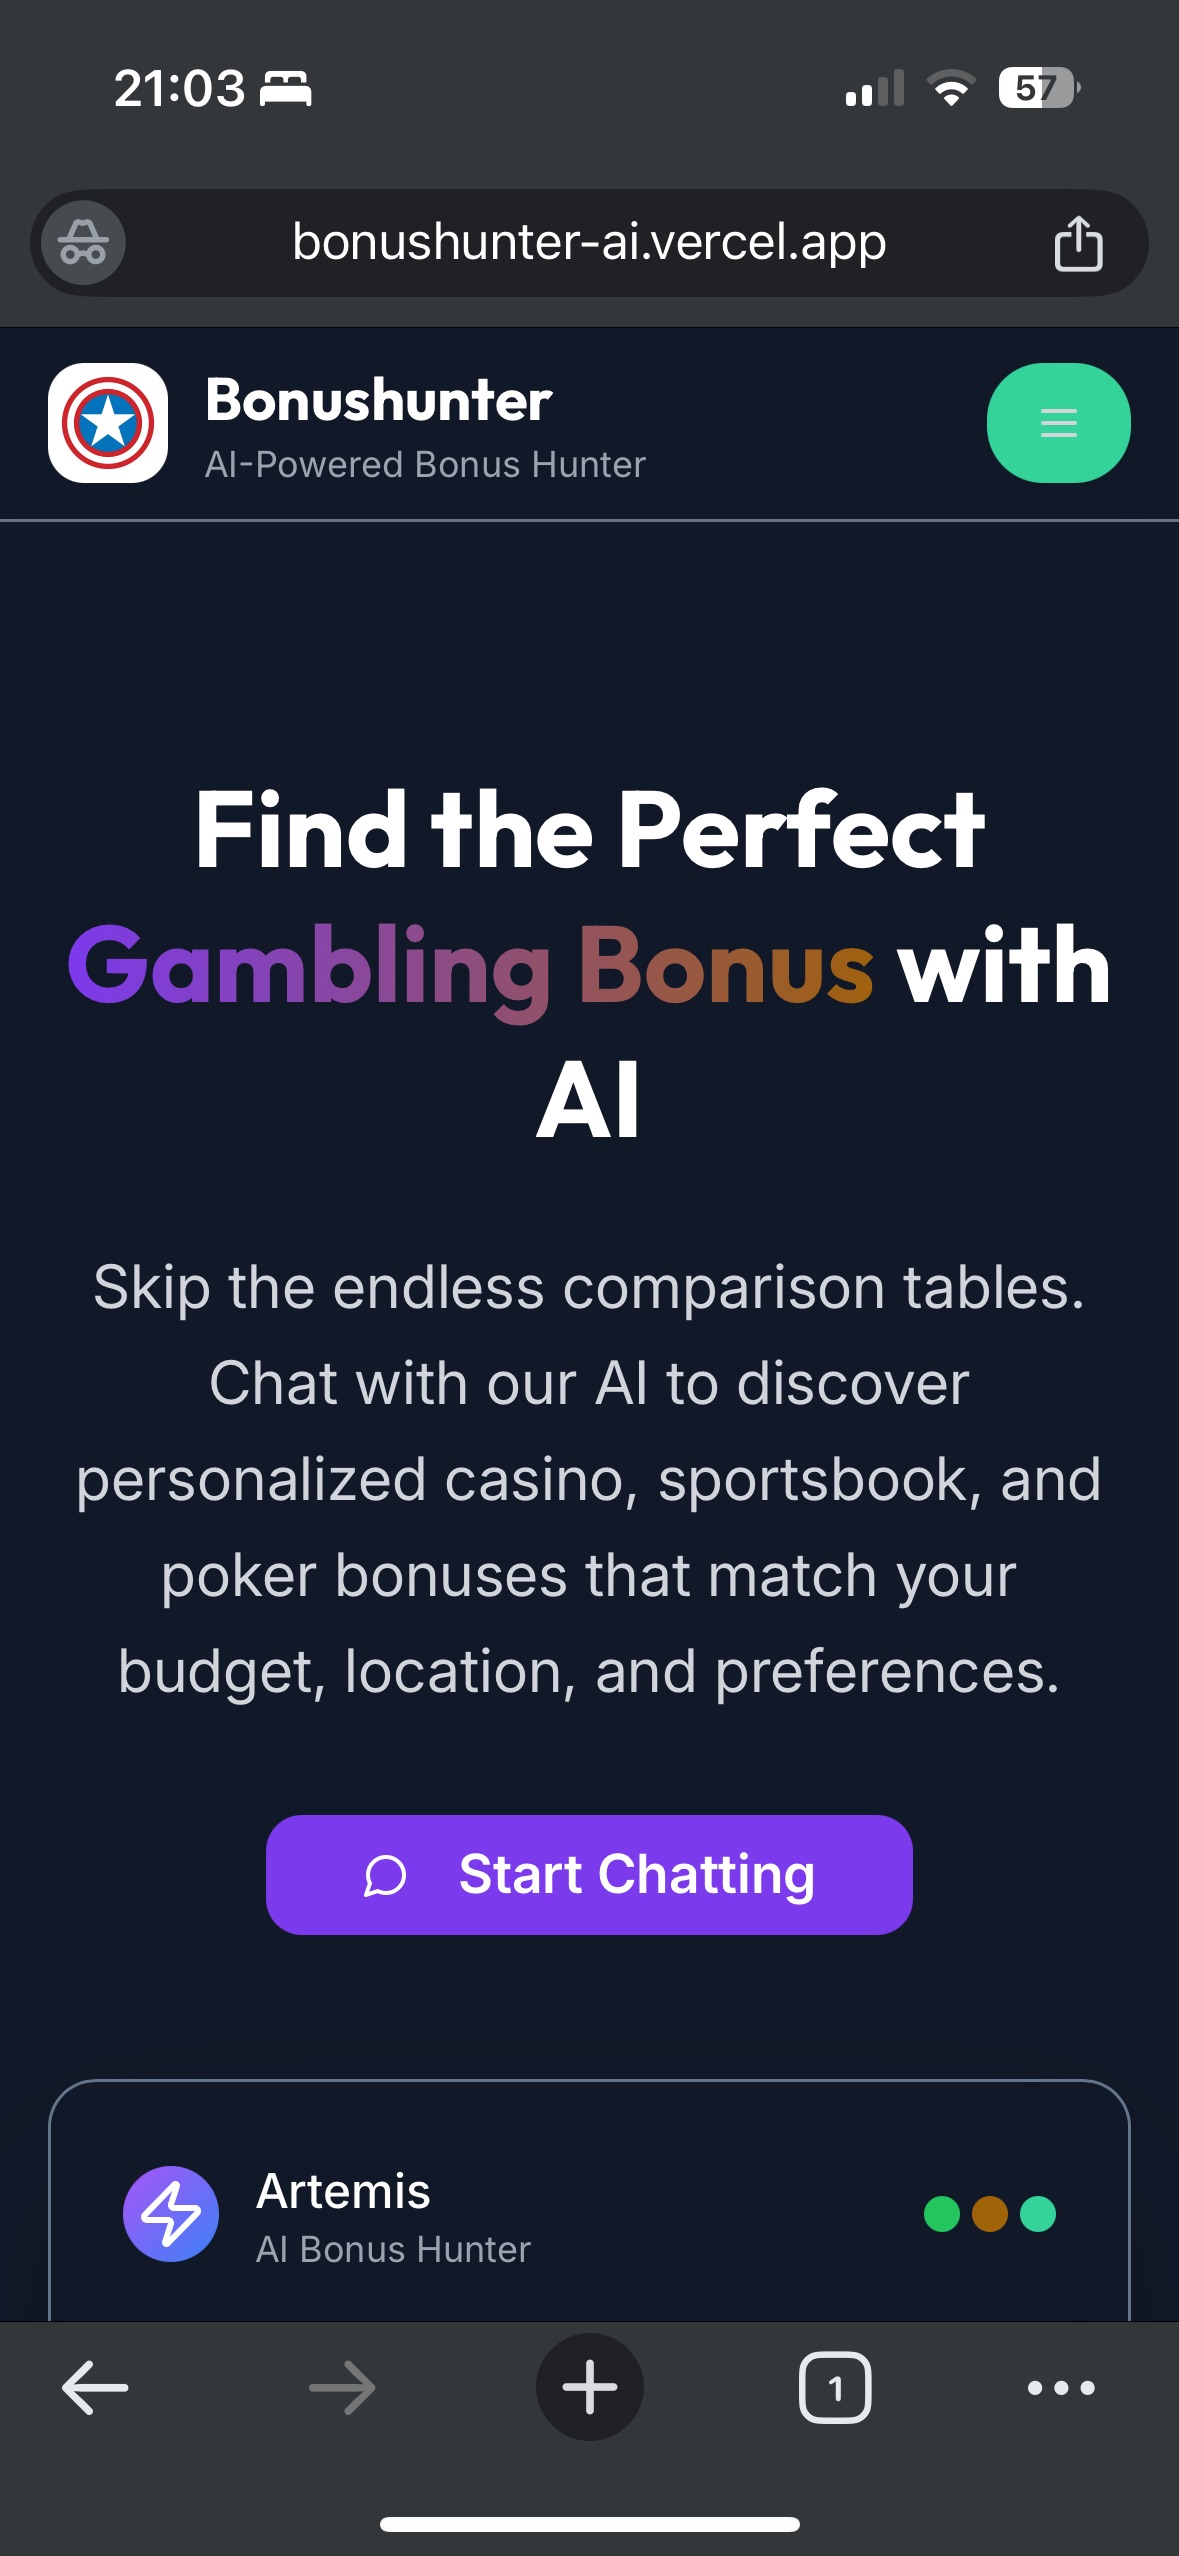 21:03
57
bonushunter-ai.vercel.app
Bonushunter
AI-Powered Bonus Hunter
Find the Perfect
Gambling Bonus with
AI
Skip the endless comparison tables.
Chat with our AI to discover
personalized casino, sportsbook, and
poker bonuses that match your
budget, location, and preferences.
Start Chatting
Artemis
AI Bonus Hunter
1